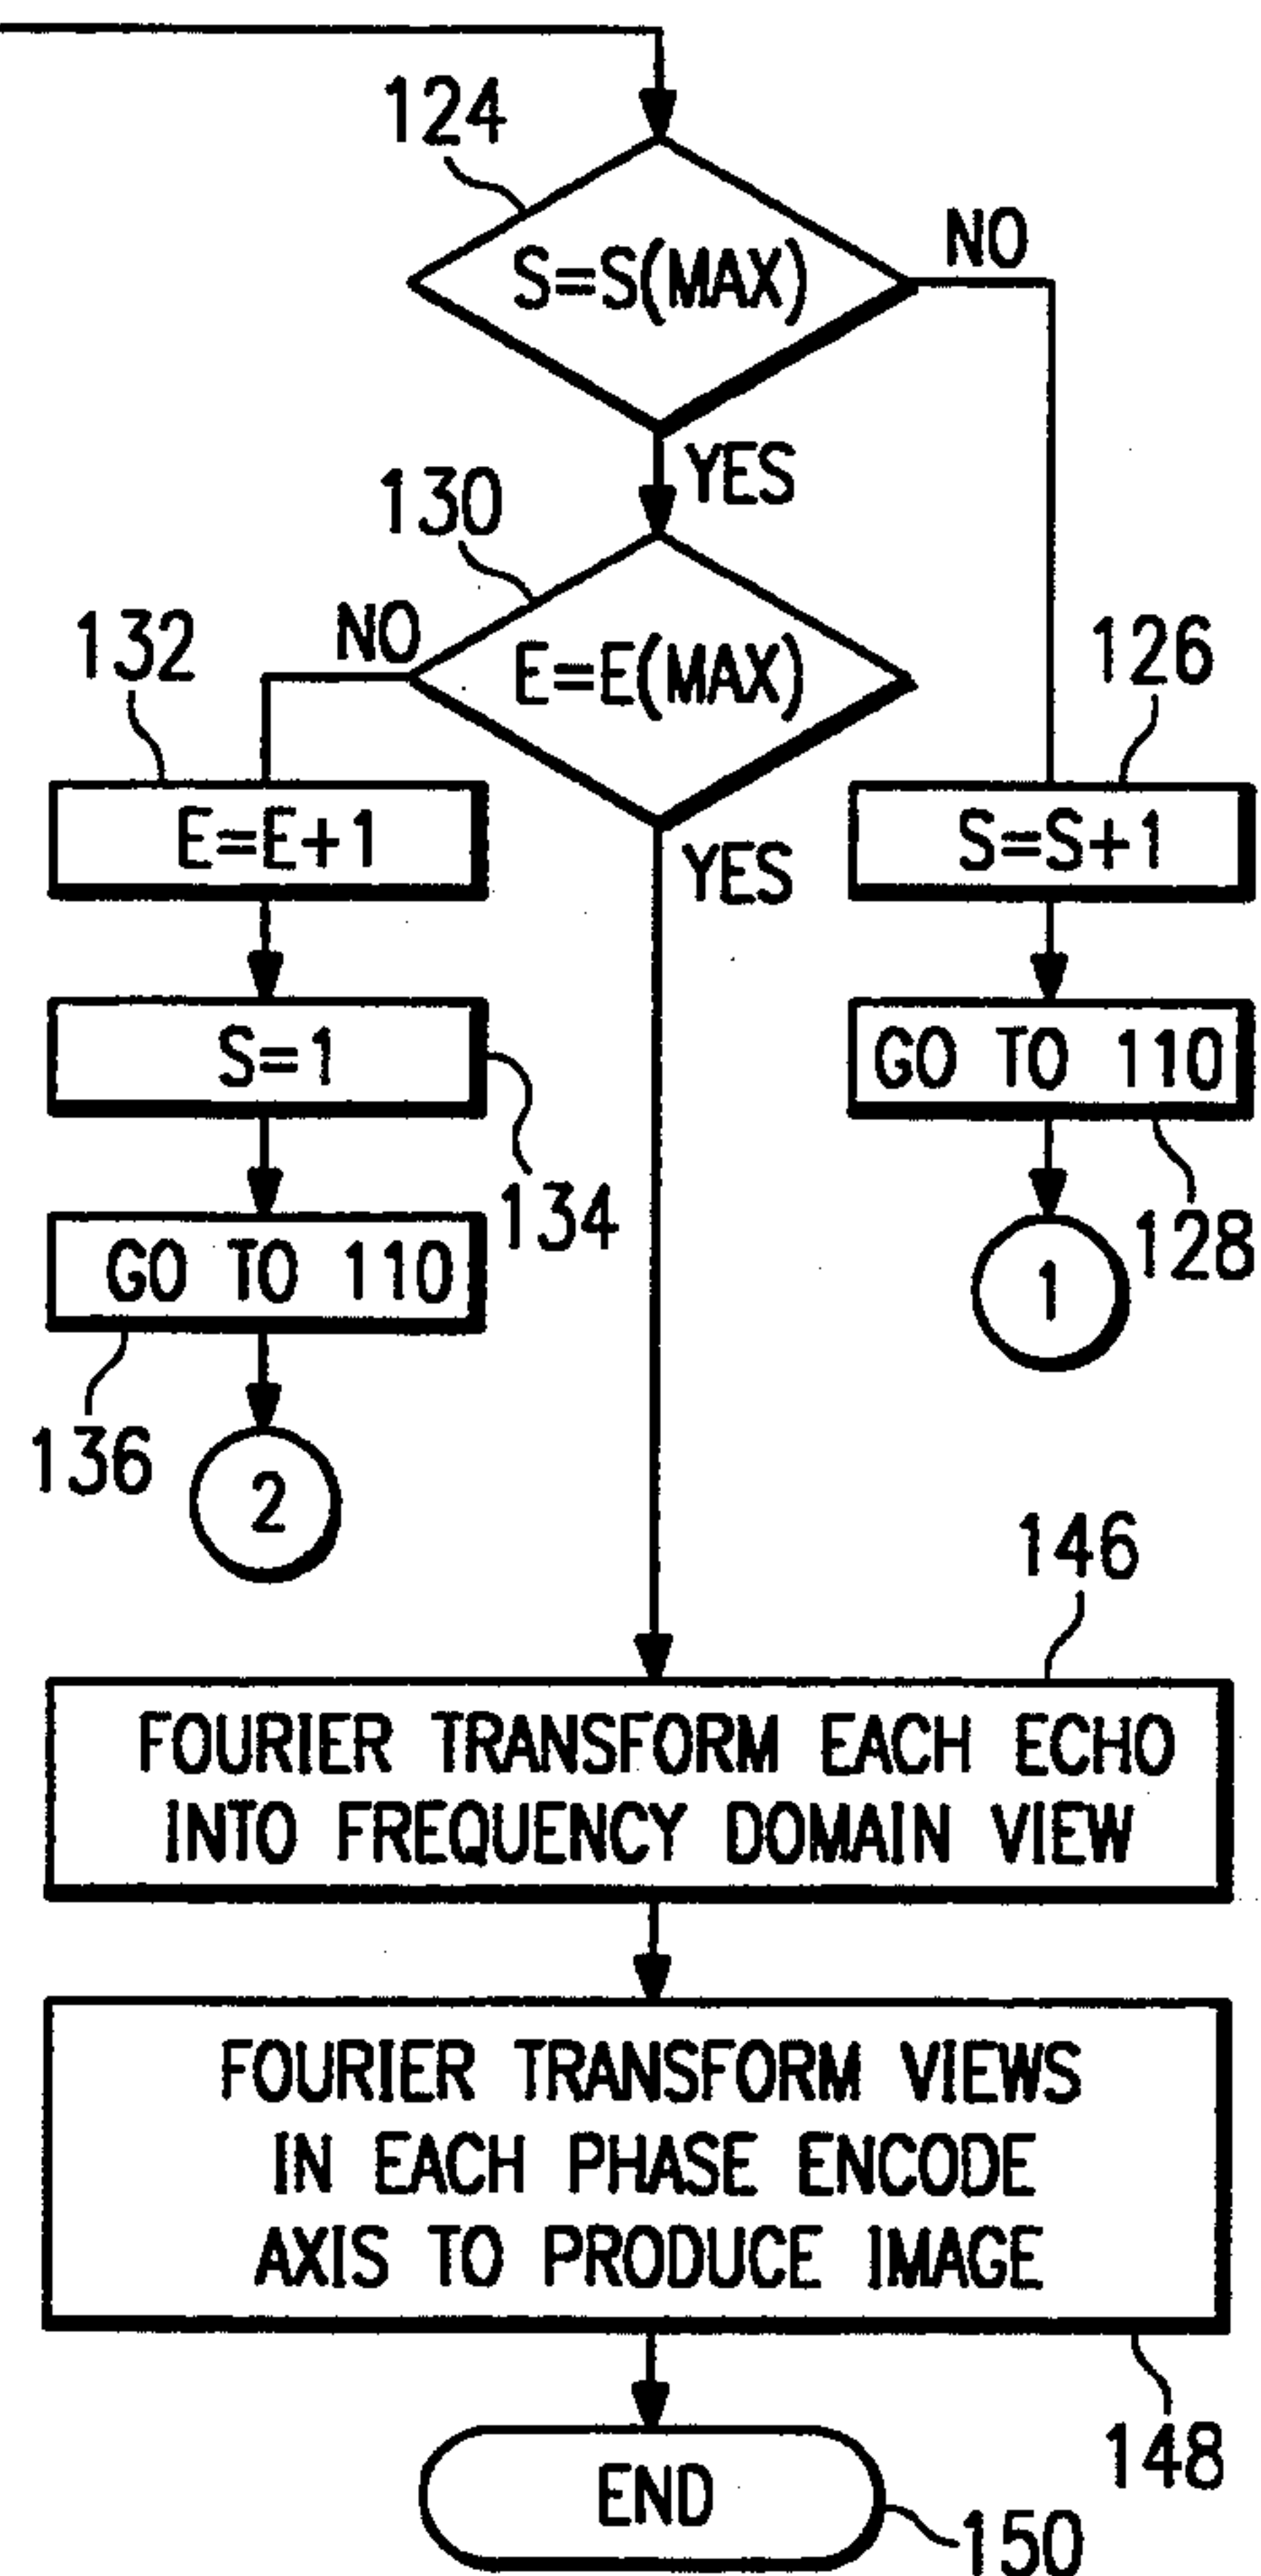 124
S=S(MAX)
NO
YES
130
NO
E=E(MAX)
YES
132
E=E+1
126
S=S+1
S=1
134
GO TO 110
128
1
GO TO 110
136
2
146
FOURIER TRANSFORM EACH ECHO
INTO FREQUENCY DOMAIN VIEW
FOURIER TRANSFORM VIEWS
IN EACH PHASE ENCODE
AXIS TO PRODUCE IMAGE
148
END
150